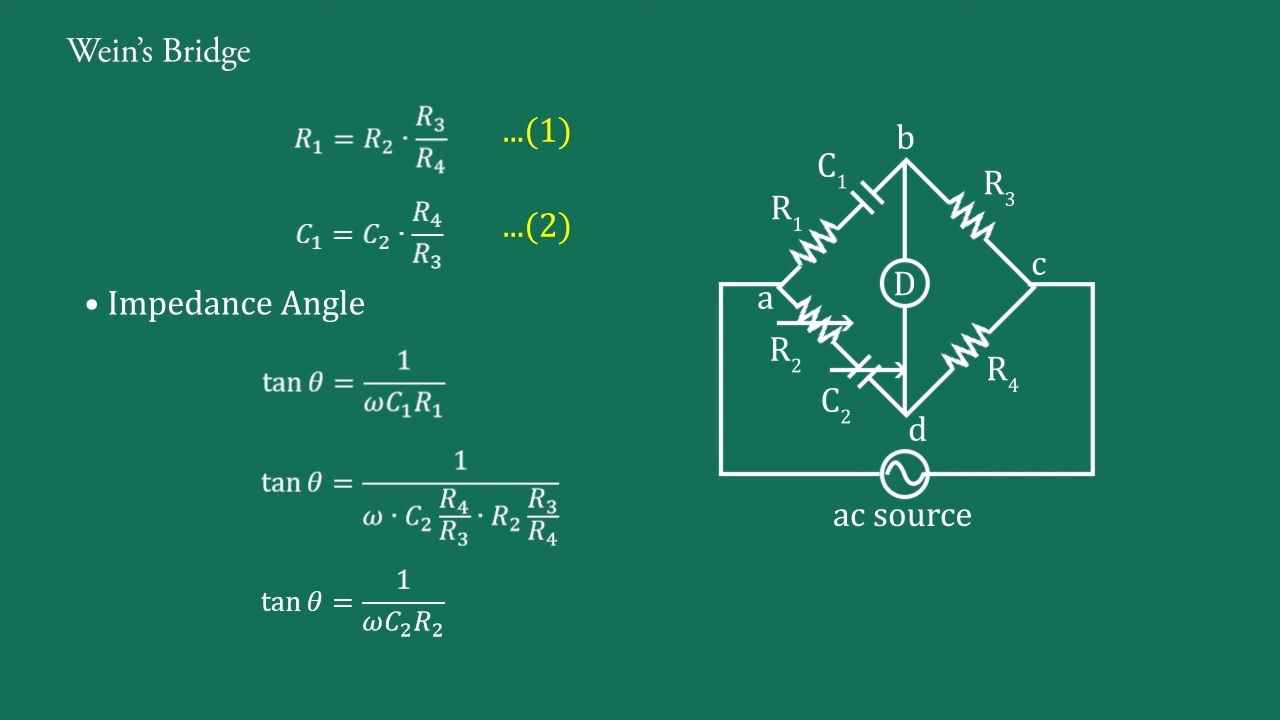 Wein's Bridge
R₁ = R₂ · R₃/R₄ ...(1)
C₁ = C₂ · R₄/R₃ ...(2)
• Impedance Angle
tan θ = 1/(ωC₁R₁)
tan θ = 1/(ω · C₂ R₄/R₃ · R₂ R₃/R₄)
tan θ = 1/(ωC₂R₂)
b
C₁
R₃
R₁
c
D
a
R₂
R₄
C₂
d
ac source